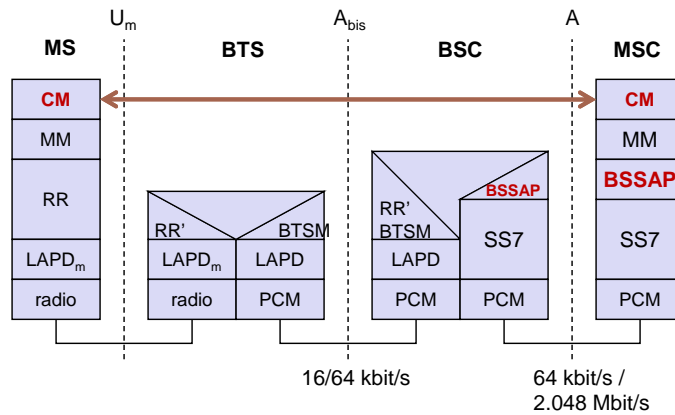 Um Abis A
MS BTS BSC MSC
CM CM
MM MM
RR BSSAP BSSAP
RR' BTSM RR'
BTSM SS7 SS7
LAPDm LAPDm LAPD LAPD
radio radio PCM PCM PCM PCM
16/64 kbit/s 64 kbit/s /
2.048 Mbit/s